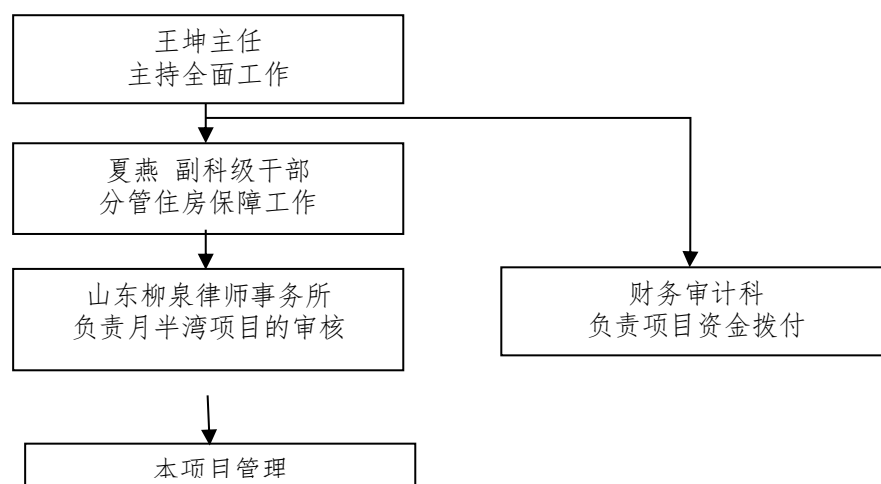 王坤主任
主持全面工作
夏燕 副科级干部
分管住房保障工作
山东柳泉律师事务所
负责月半湾项目的审核
财务审计科
负责项目资金拨付
本项目管理